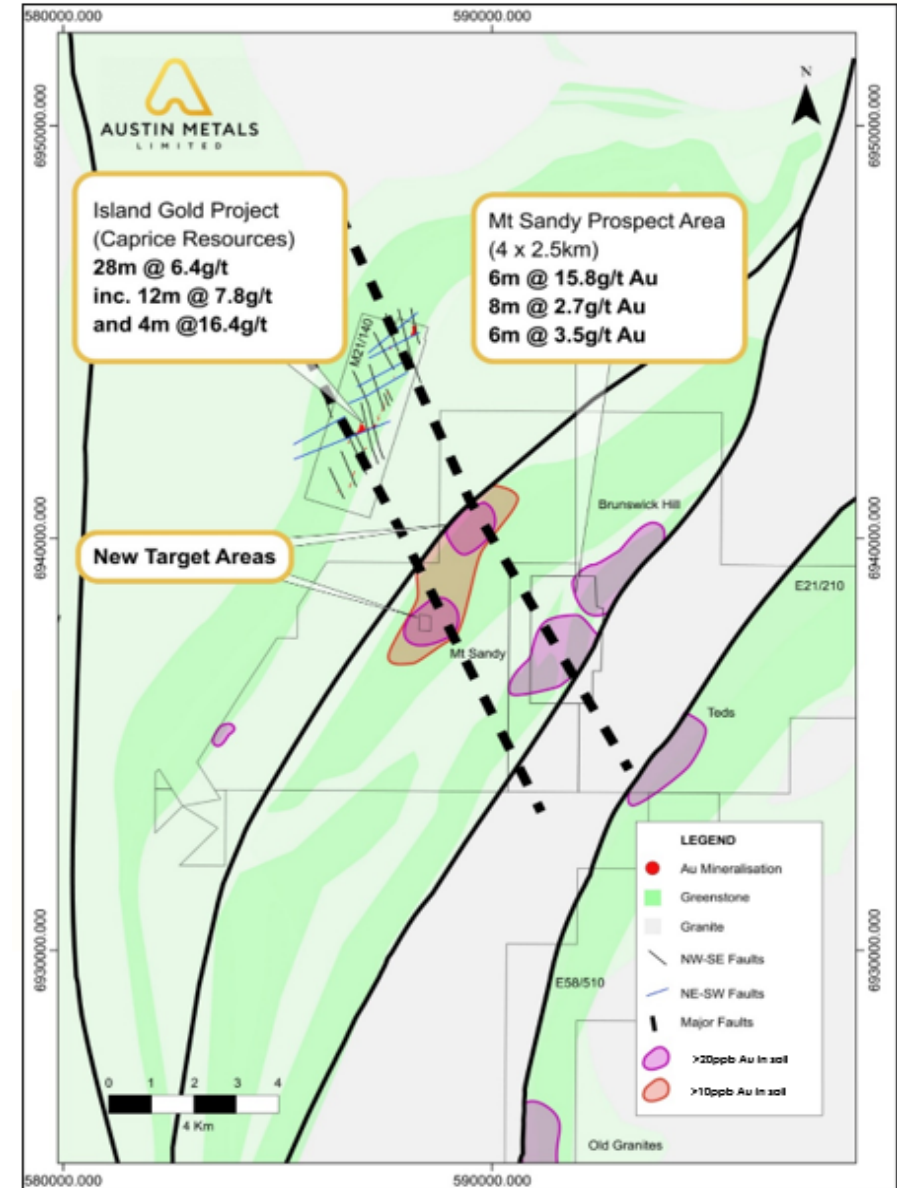 580000.000
590000.000
6950000.000
6950000.000
N
AUSTIN METALS
LIMITED
Island Gold Project
(Caprice Resources)
28m @ 6.4g/t
inc. 12m @ 7.8g/t
and 4m @16.4g/t
Mt Sandy Prospect Area
(4 x 2.5km)
6m @ 15.8g/t Au
8m @ 2.7g/t Au
6m @ 3.5g/t Au
M21/140
Brunswick Hill
New Target Areas
6940000.000
6940000.000
E21/210
Mt Sandy
Teds
LEGEND
Au Mineralisation
Greenstone
Granite
NW-SE Faults
NE-SW Faults
Major Faults
>20ppb Au in soil
>10ppb Au in soil
6930000.000
6930000.000
E58/510
0 1 2 3 4
4 Km
Old Granites
580000.000
590000.000